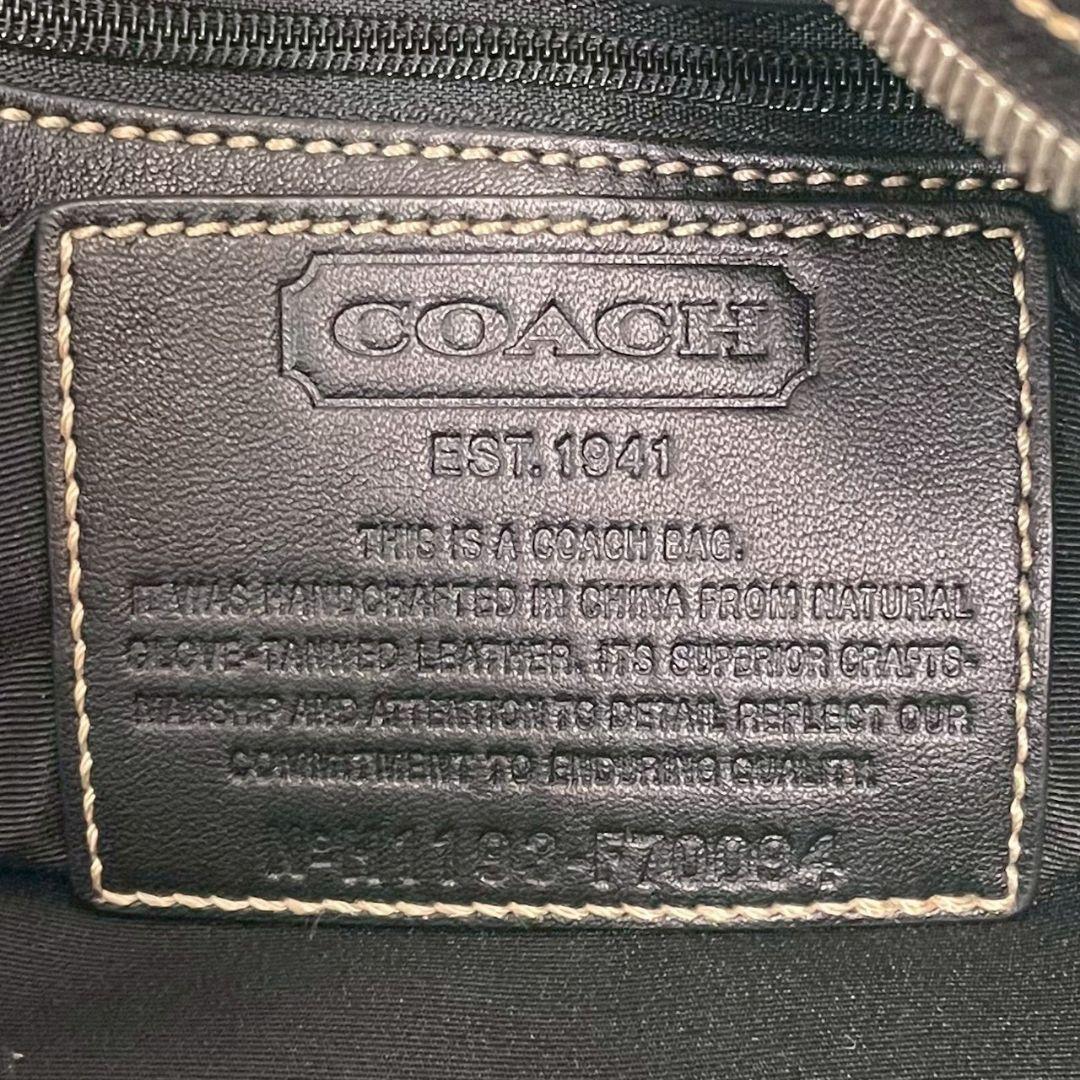 COACH
EST. 1941
THIS IS A COACH BAG.
IT WAS HANDCRAFTED IN CHINA FROM NATURAL
GLOVE-TANNED LEATHER. ITS SUPERIOR CRAFTS-
MANSHIP AND ATTENTION TO DETAIL REFLECT OUR
COMMITMENT TO ENDURING QUALITY.